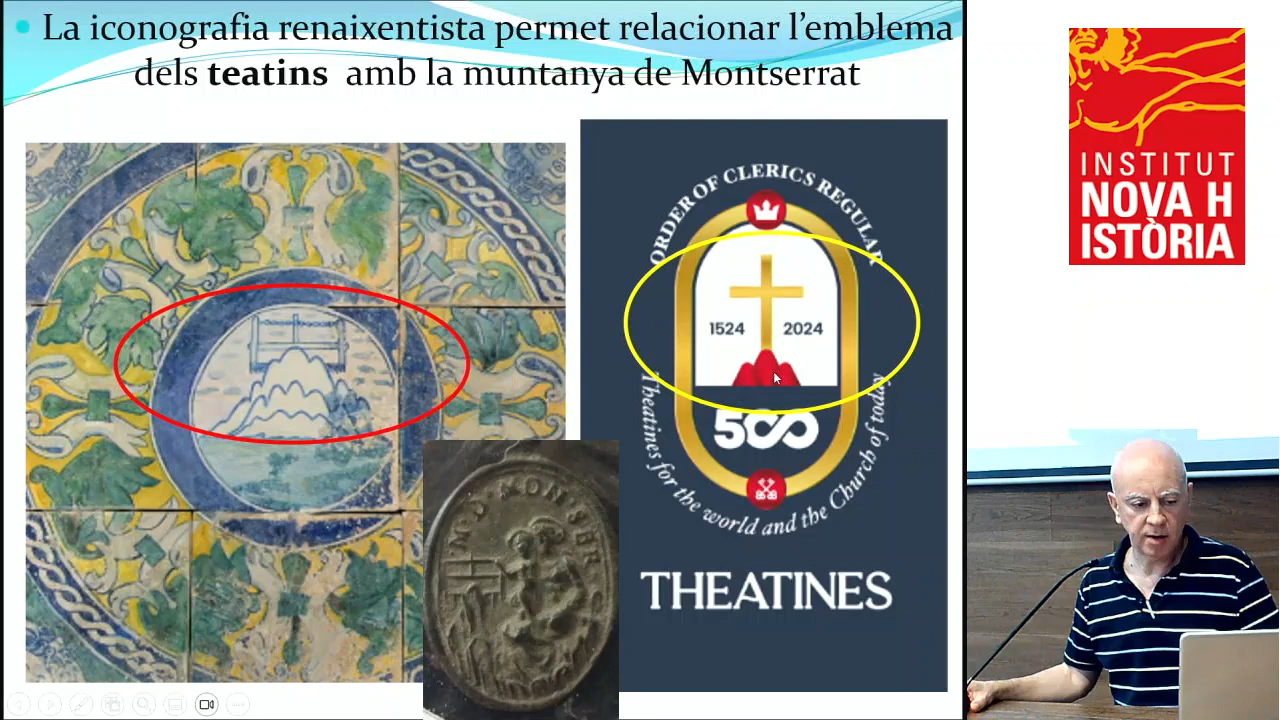 La iconografia renaixentista permet relacionar l’emblema
dels teatins amb la muntanya de Montserrat
ORDER OF CLERICS REGULAR
1524 2024
500
Theatines for the world and the Church of today
THEATINES
INSTITUT
NOVA H
ISTÒRIA